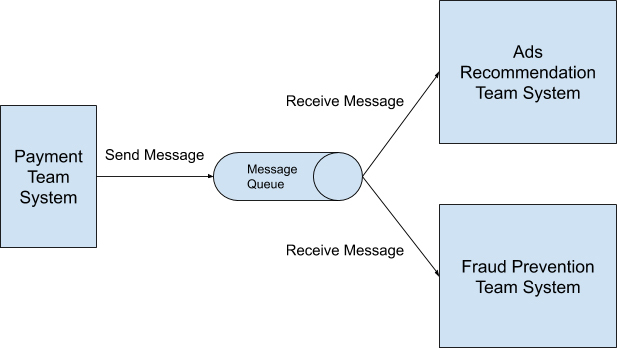 Payment
Team
System
Send Message
Message
Queue
Receive Message
Receive Message
Ads
Recommendation
Team System
Fraud Prevention
Team System